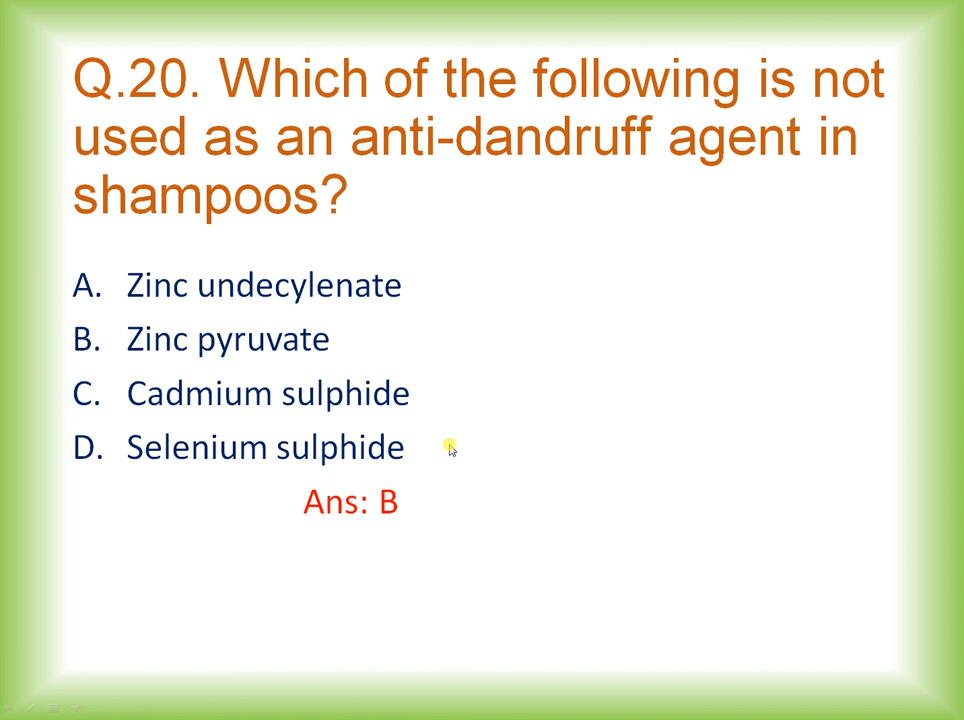 Q.20. Which of the following is not
used as an anti-dandruff agent in
shampoos?
A. Zinc undecylenate
B. Zinc pyruvate
C. Cadmium sulphide
D. Selenium sulphide
Ans: B